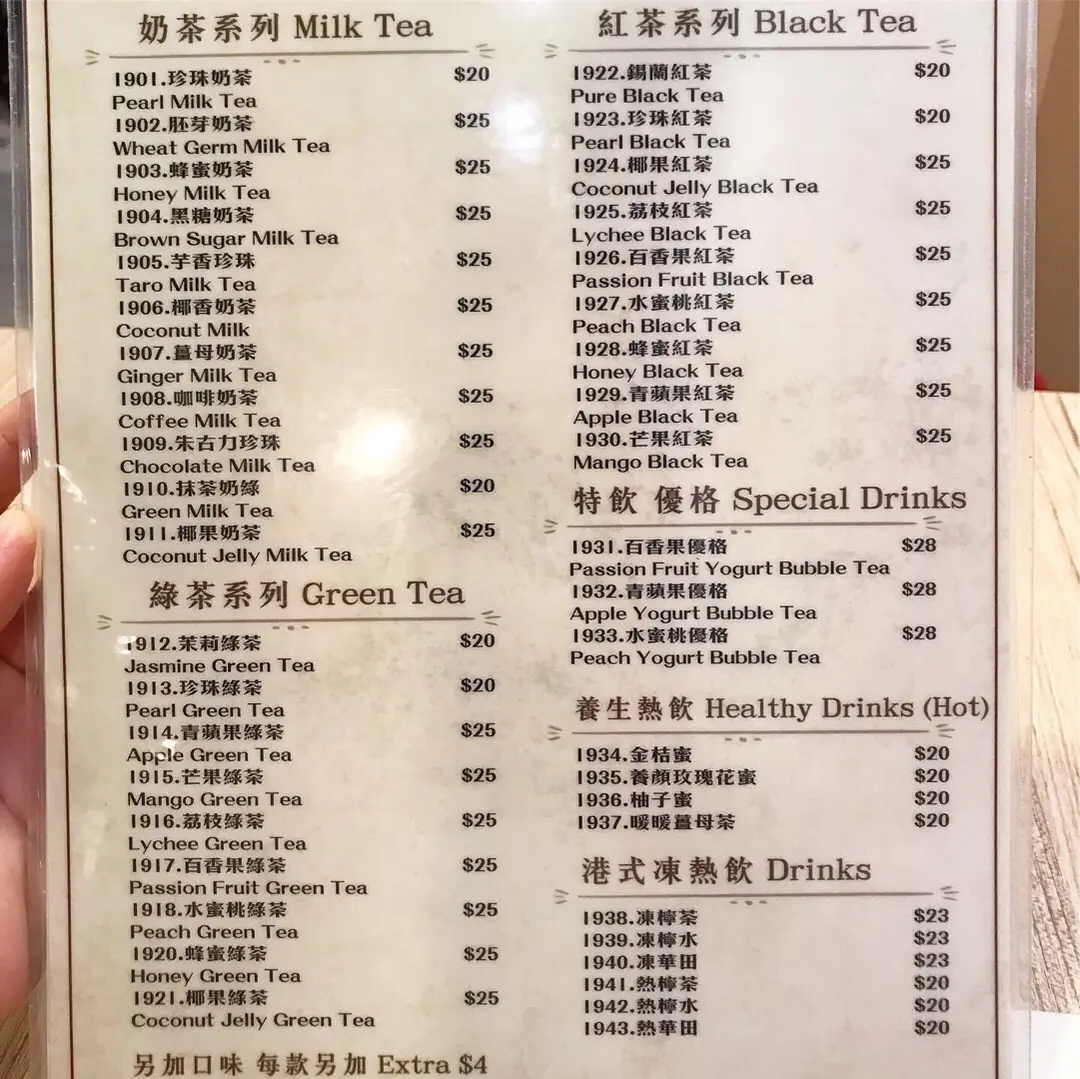 奶茶系列 Milk Tea
1901.珍珠奶茶 $20
Pearl Milk Tea
1902.胚芽奶茶 $25
Wheat Germ Milk Tea
1903.蜂蜜奶茶 $25
Honey Milk Tea
1904.黑糖奶茶 $25
Brown Sugar Milk Tea
1905.芋香珍珠 $25
Taro Milk Tea
1906.椰香奶茶 $25
Coconut Milk
1907.薑母奶茶 $25
Ginger Milk Tea
1908.咖啡奶茶 $25
Coffee Milk Tea
1909.朱古力珍珠 $25
Chocolate Milk Tea
1910.抹茶奶綠 $20
Green Milk Tea
1911.椰果奶茶 $25
Coconut Jelly Milk Tea
綠茶系列 Green Tea
1912.茉莉綠茶 $20
Jasmine Green Tea
1913.珍珠綠茶 $20
Pearl Green Tea
1914.青蘋果綠茶 $25
Apple Green Tea
1915.芒果綠茶 $25
Mango Green Tea
1916.荔枝綠茶 $25
Lychee Green Tea
1917.百香果綠茶 $25
Passion Fruit Green Tea
1918.水蜜桃綠茶 $25
Peach Green Tea
1920.蜂蜜綠茶 $25
Honey Green Tea
1921.椰果綠茶 $25
Coconut Jelly Green Tea
另加口味 每款另加 Extra $4
紅茶系列 Black Tea
1922.錫蘭紅茶 $20
Pure Black Tea
1923.珍珠紅茶 $20
Pearl Black Tea
1924.椰果紅茶 $25
Coconut Jelly Black Tea
1925.荔枝紅茶 $25
Lychee Black Tea
1926.百香果紅茶 $25
Passion Fruit Black Tea
1927.水蜜桃紅茶 $25
Peach Black Tea
1928.蜂蜜紅茶 $25
Honey Black Tea
1929.青蘋果紅茶 $25
Apple Black Tea
1930.芒果紅茶 $25
Mango Black Tea
特飲 優格 Special Drinks
1931.百香果優格 $28
Passion Fruit Yogurt Bubble Tea
1932.青蘋果優格 $28
Apple Yogurt Bubble Tea
1933.水蜜桃優格 $28
Peach Yogurt Bubble Tea
養生熱飲 Healthy Drinks (Hot)
1934.金桔蜜 $20
1935.養顏玫瑰花蜜 $20
1936.柚子蜜 $20
1937.暖暖薑母茶 $20
港式凍熱飲 Drinks
1938.凍檸茶 $23
1939.凍檸水 $23
1940.凍華田 $23
1941.熱檸茶 $20
1942.熱檸水 $20
1943.熱華田 $20